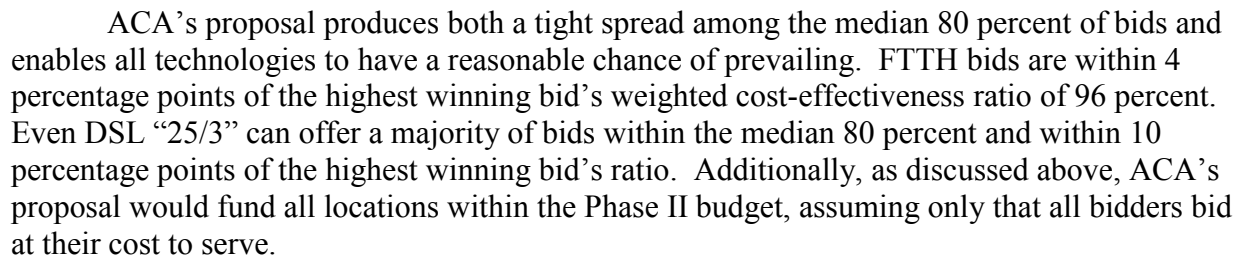 ACA’s proposal produces both a tight spread among the median 80 percent of bids and
enables all technologies to have a reasonable chance of prevailing.  FTTH bids are within 4
percentage points of the highest winning bid’s weighted cost-effectiveness ratio of 96 percent.
Even DSL “25/3” can offer a majority of bids within the median 80 percent and within 10
percentage points of the highest winning bid’s ratio.  Additionally, as discussed above, ACA’s
proposal would fund all locations within the Phase II budget, assuming only that all bidders bid
at their cost to serve.